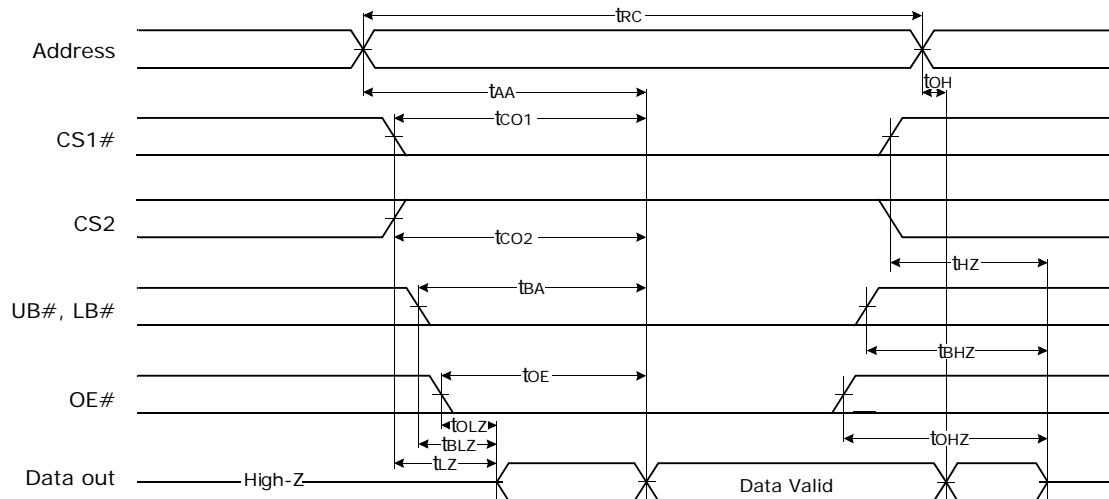 tRC
Address
tOH
tAA
tCO1
CS1#
CS2
tCO2
tHZ
tBA
UB#, LB#
tBHZ
tOE
OE#
tOLZ
tOHZ
tBLZ
tLZ
Data out
High-Z
Data Valid